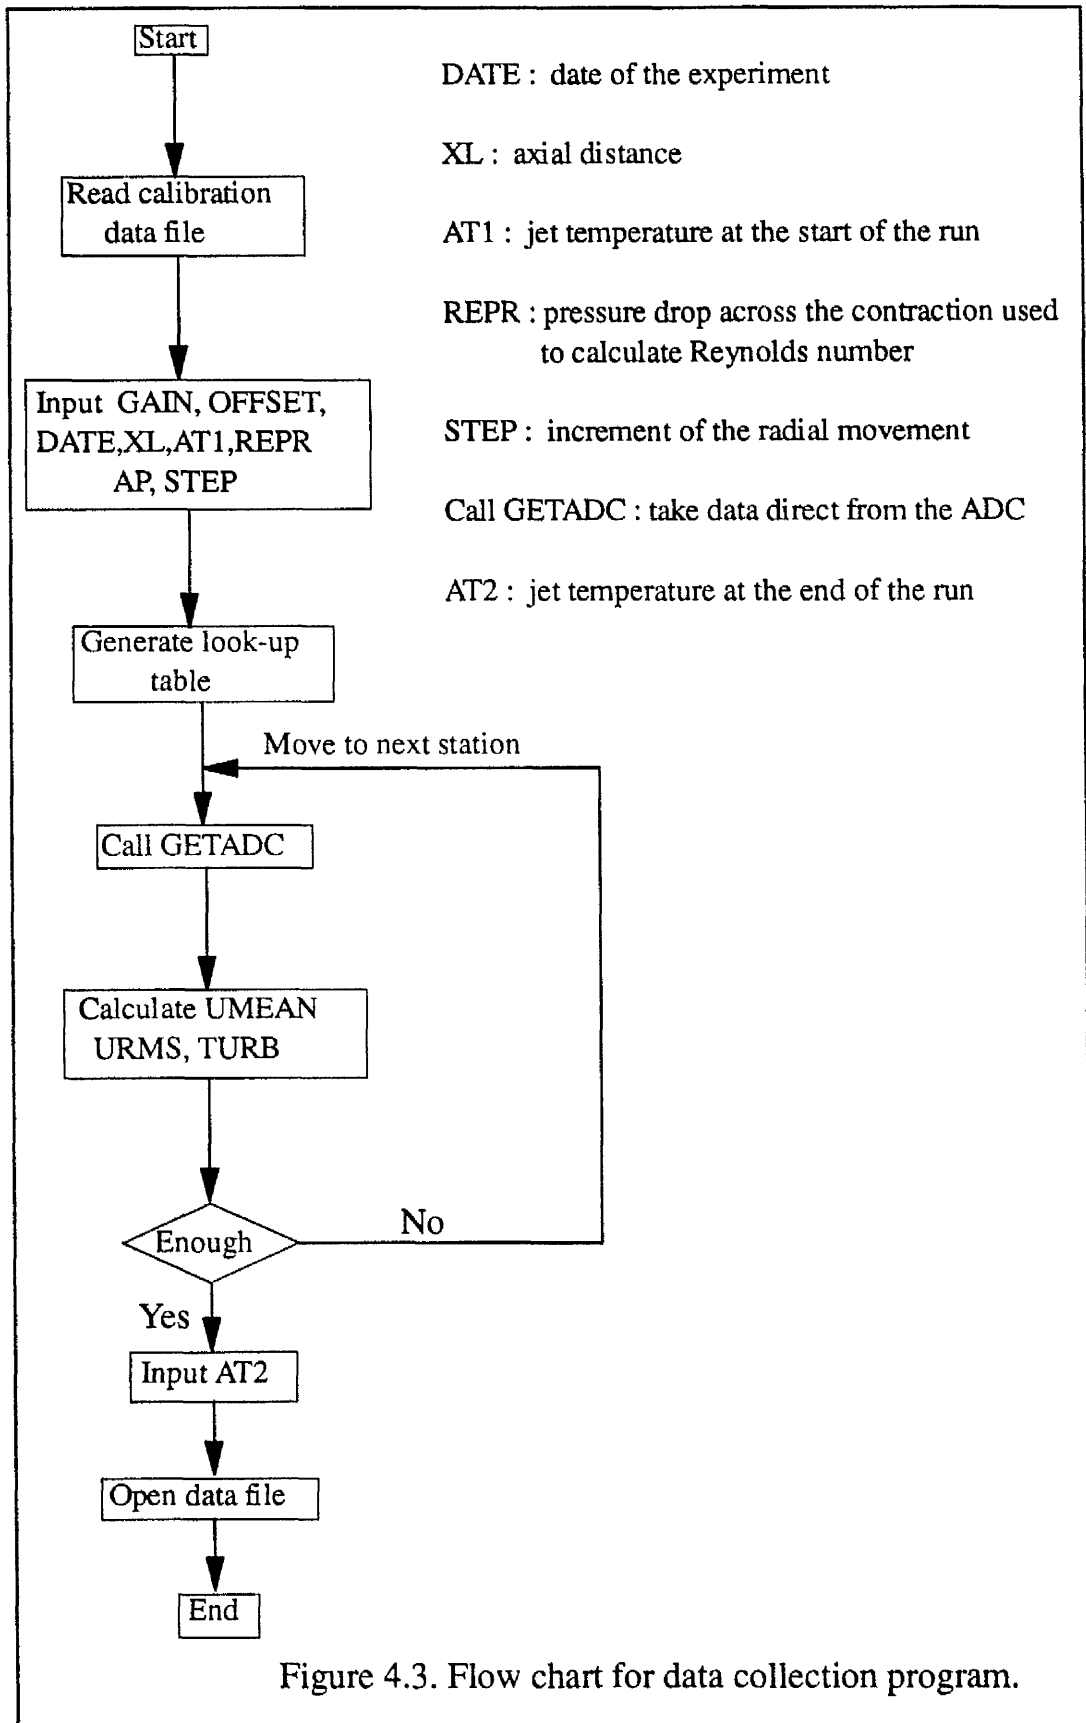 Start
Read calibration
data file
Input GAIN, OFFSET,
DATE,XL,AT1,REPR
AP, STEP
Generate look-up
table
Move to next station
Call GETADC
Calculate UMEAN
URMS, TURB
Enough
No
Yes
Input AT2
Open data file
End
DATE : date of the experiment
XL : axial distance
AT1 : jet temperature at the start of the run
REPR : pressure drop across the contraction used
to calculate Reynolds number
STEP : increment of the radial movement
Call GETADC : take data direct from the ADC
AT2 : jet temperature at the end of the run
Figure 4.3. Flow chart for data collection program.